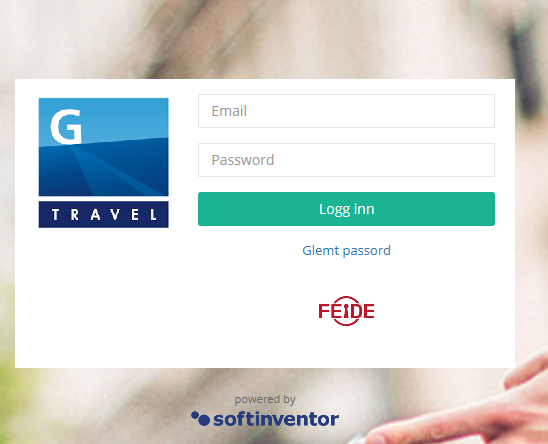 G
TRAVEL
Email
Password
Logg inn
Glemt passord
FEIDE
powered by
softinventor